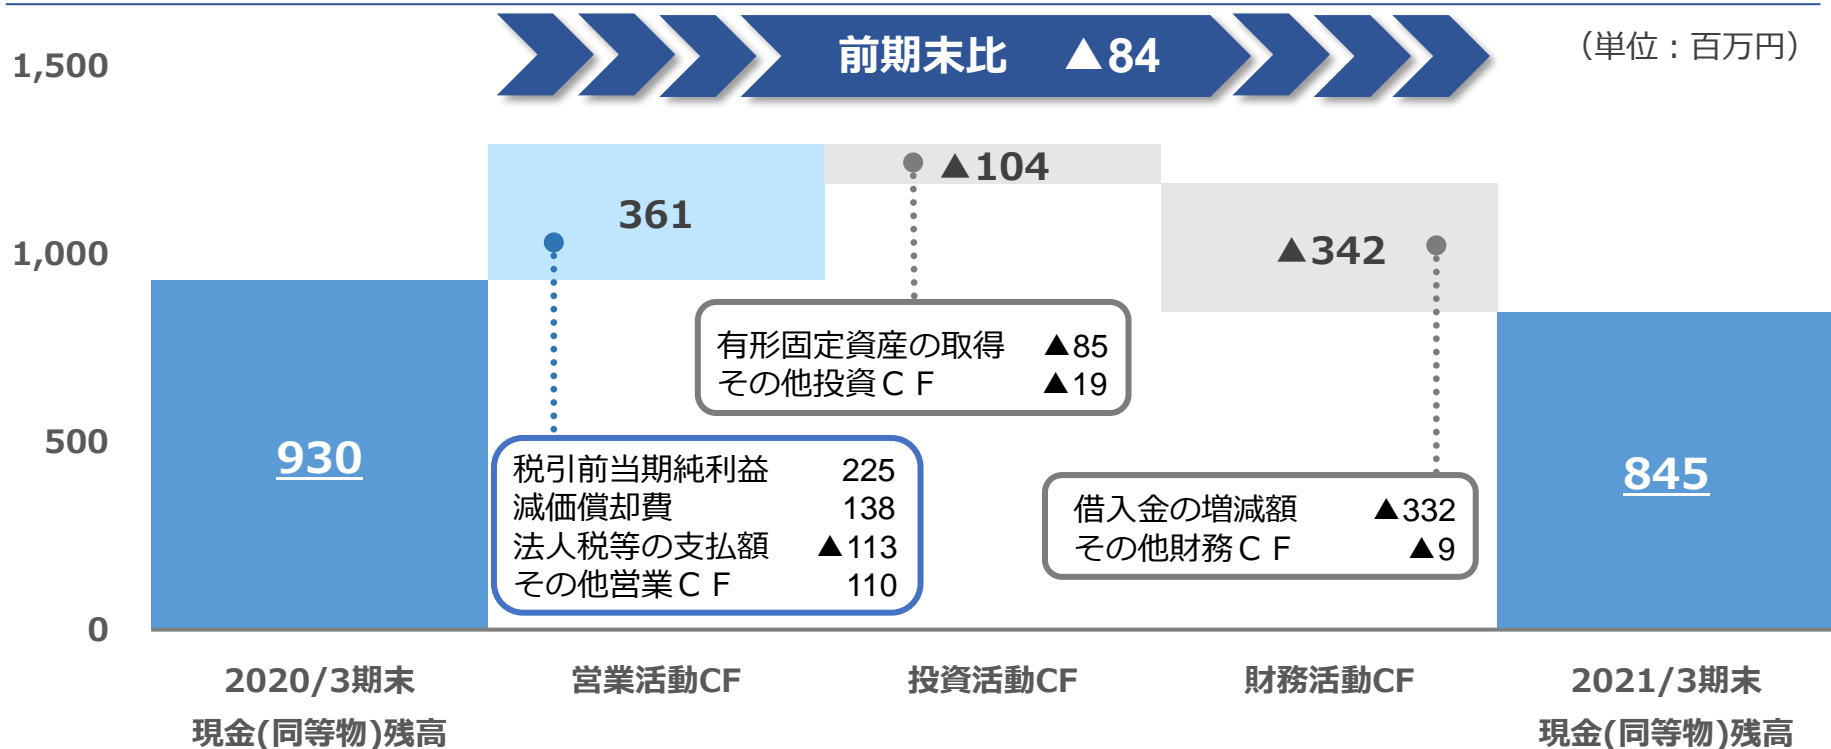 前期末比 ▲84
（単位：百万円）
1,500
1,000
500
0
930
361
▲104
▲342
845
有形固定資産の取得 ▲85
その他投資ＣＦ ▲19
税引前当期純利益 225
減価償却費 138
法人税等の支払額 ▲113
その他営業ＣＦ 110
借入金の増減額 ▲332
その他財務ＣＦ ▲9
2020/3期末
現金(同等物)残高
営業活動CF
投資活動CF
財務活動CF
2021/3期末
現金(同等物)残高